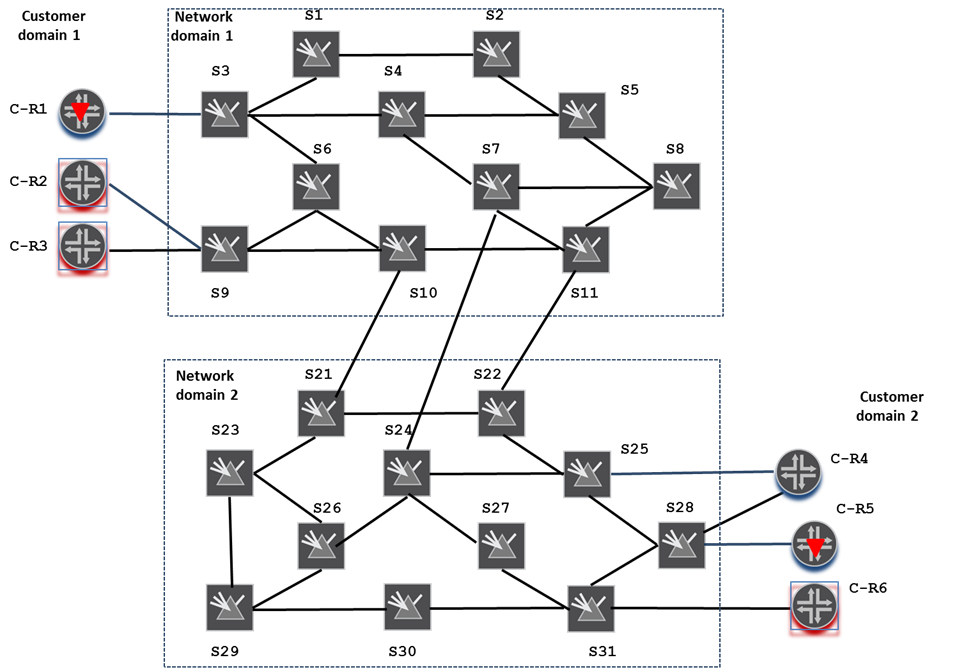 Customer
domain 1
Network
domain 1
S1
S2
S3
S4
S5
C-R1
S6
S7
S8
C-R2
C-R3
S9
S10
S11
Network
domain 2
S21
S22
Customer
domain 2
S23
S24
S25
C-R4
S26
S27
S28
C-R5
C-R6
S29
S30
S31